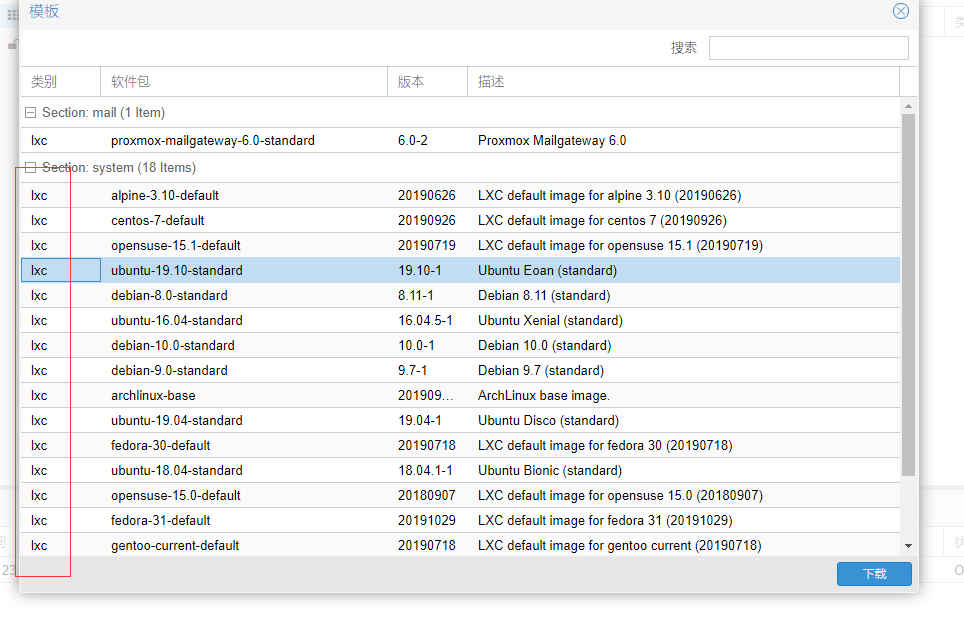 模板
搜索
类别 软件包 版本 描述
Section: mail (1 Item)
lxc proxmox-mailgateway-6.0-standard 6.0-2 Proxmox Mailgateway 6.0
Section: system (18 Items)
lxc alpine-3.10-default 20190626 LXC default image for alpine 3.10 (20190626)
lxc centos-7-default 20190926 LXC default image for centos 7 (20190926)
lxc opensuse-15.1-default 20190719 LXC default image for opensuse 15.1 (20190719)
lxc ubuntu-19.10-standard 19.10-1 Ubuntu Eoan (standard)
lxc debian-8.0-standard 8.11-1 Debian 8.11 (standard)
lxc ubuntu-16.04-standard 16.04.5-1 Ubuntu Xenial (standard)
lxc debian-10.0-standard 10.0-1 Debian 10.0 (standard)
lxc debian-9.0-standard 9.7-1 Debian 9.7 (standard)
lxc archlinux-base 201909... ArchLinux base image.
lxc ubuntu-19.04-standard 19.04-1 Ubuntu Disco (standard)
lxc fedora-30-default 20190718 LXC default image for fedora 30 (20190718)
lxc ubuntu-18.04-standard 18.04.1-1 Ubuntu Bionic (standard)
lxc opensuse-15.0-default 20180907 LXC default image for opensuse 15.0 (20180907)
lxc fedora-31-default 20191029 LXC default image for fedora 31 (20191029)
lxc gentoo-current-default 20190718 LXC default image for gentoo current (20190718)
23
下载